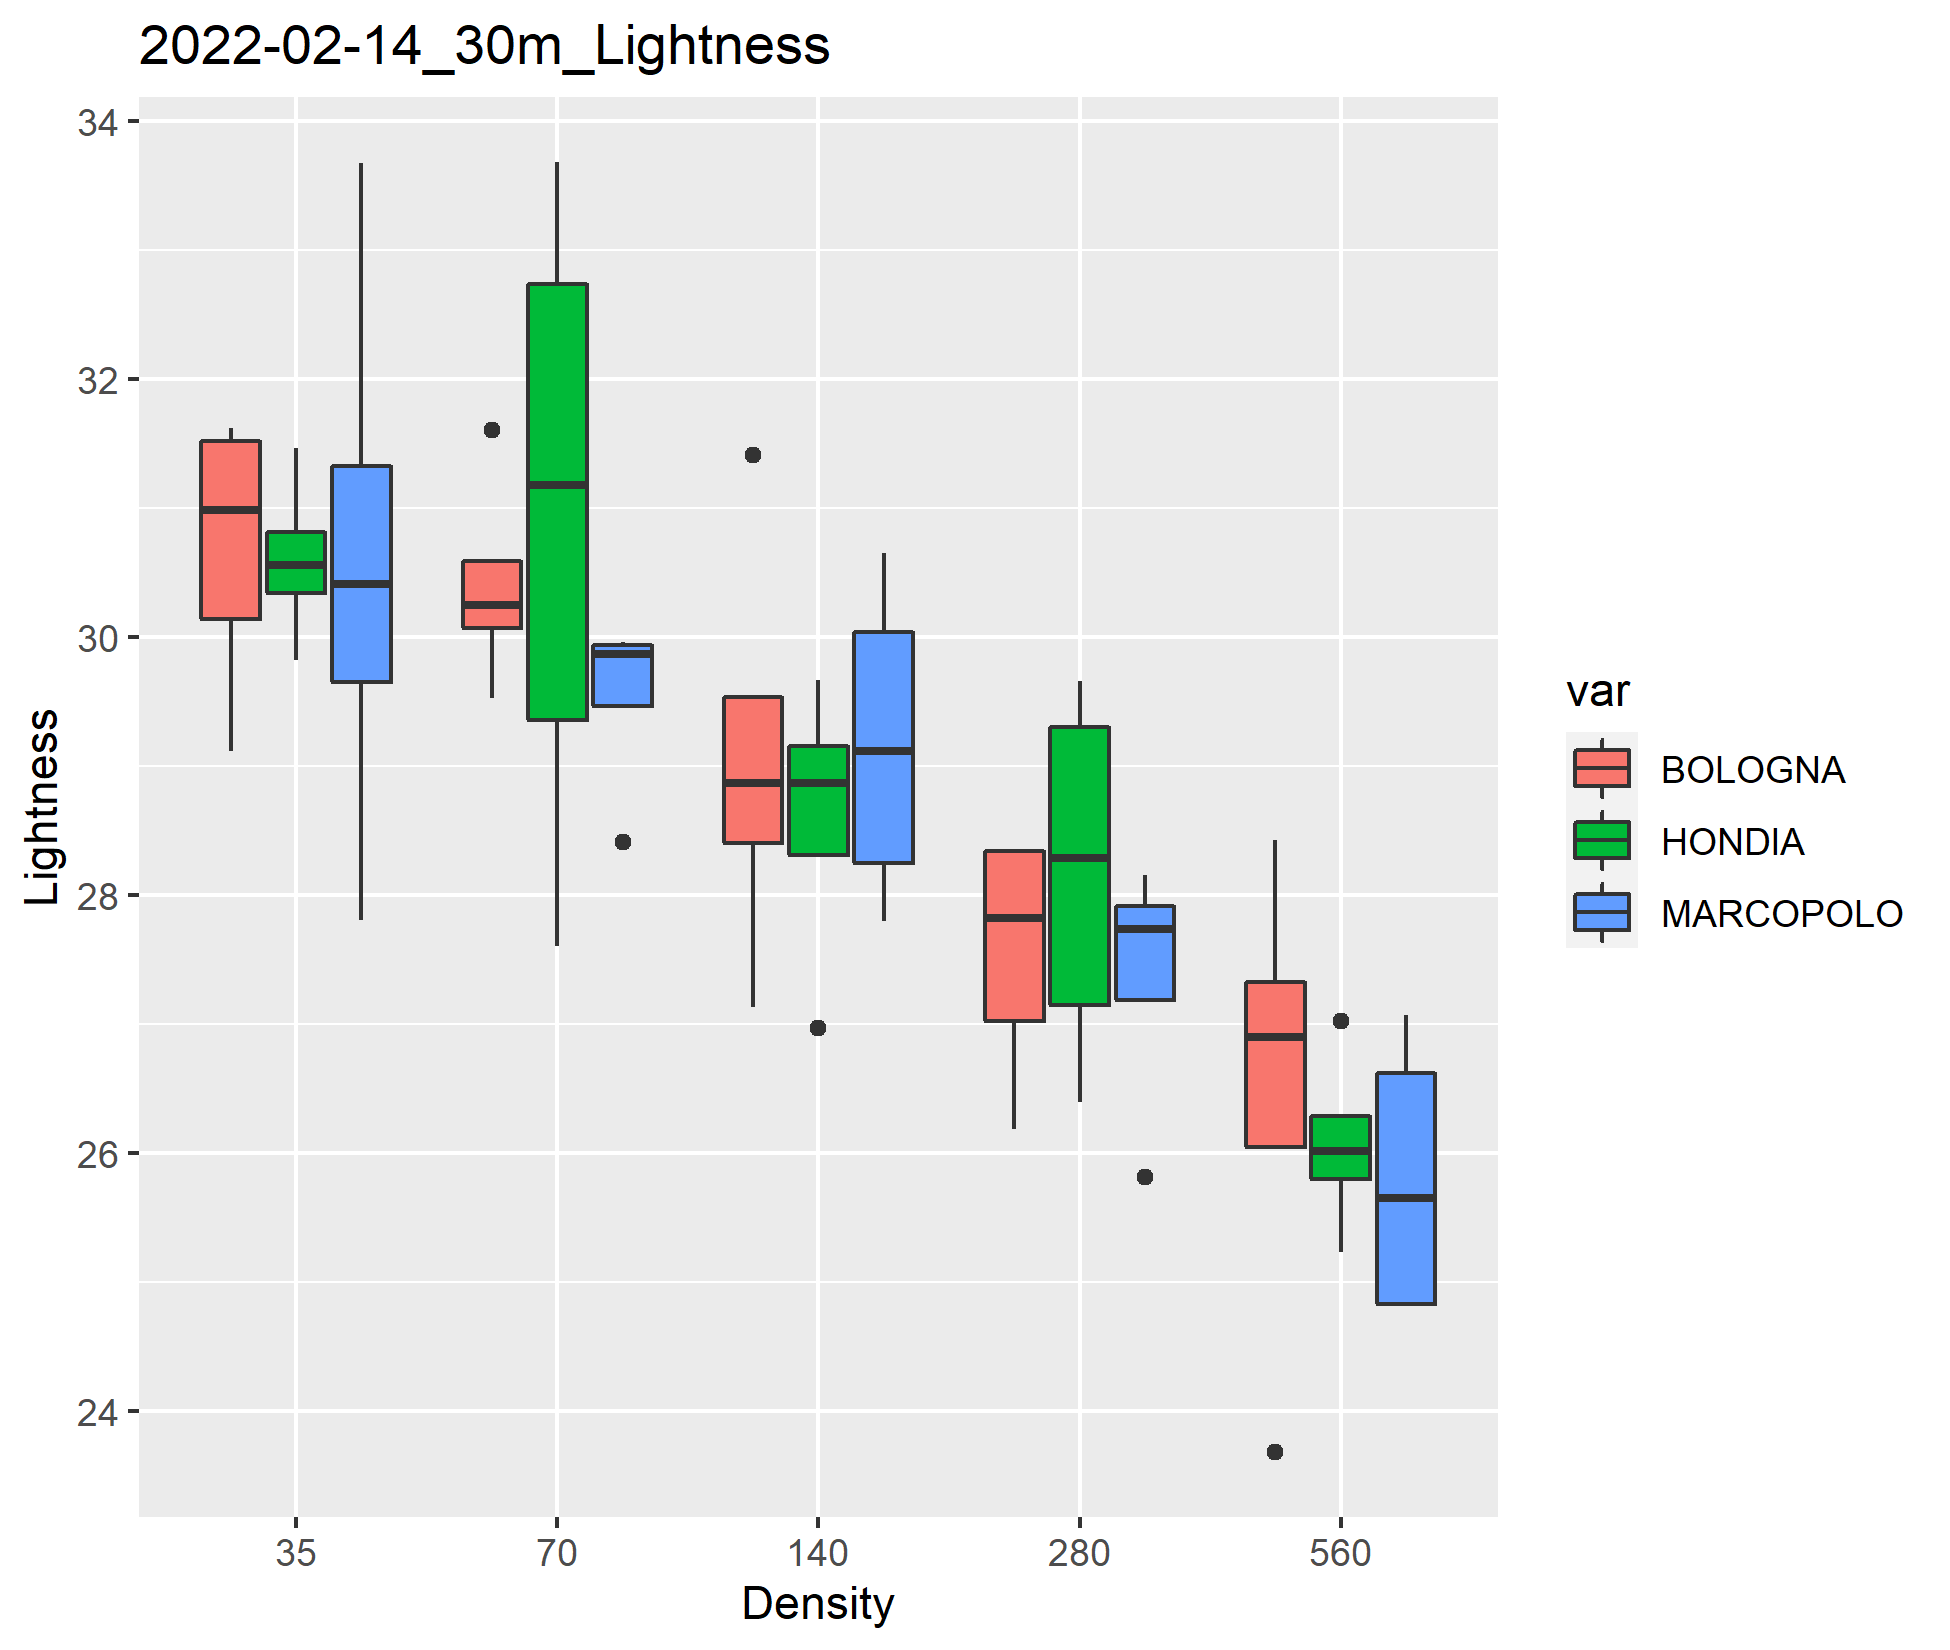 2022-02-14_30m_Lightness
34
32
30
28
26
24
Lightness
35 70 140 280 560
Density
var
BOLOGNA
HONDIA
MARCOPOLO